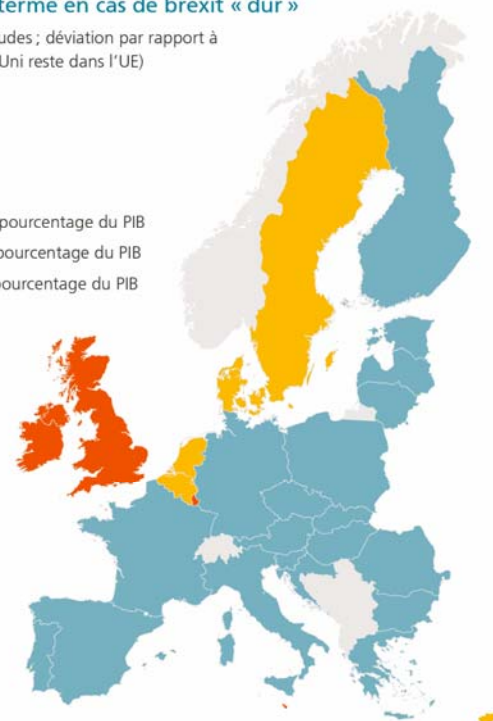 terme en cas de brexit « dur »
udes ; déviation par rapport à
Uni reste dans l'UE)
pourcentage du PIB
pourcentage du PIB
pourcentage du PIB